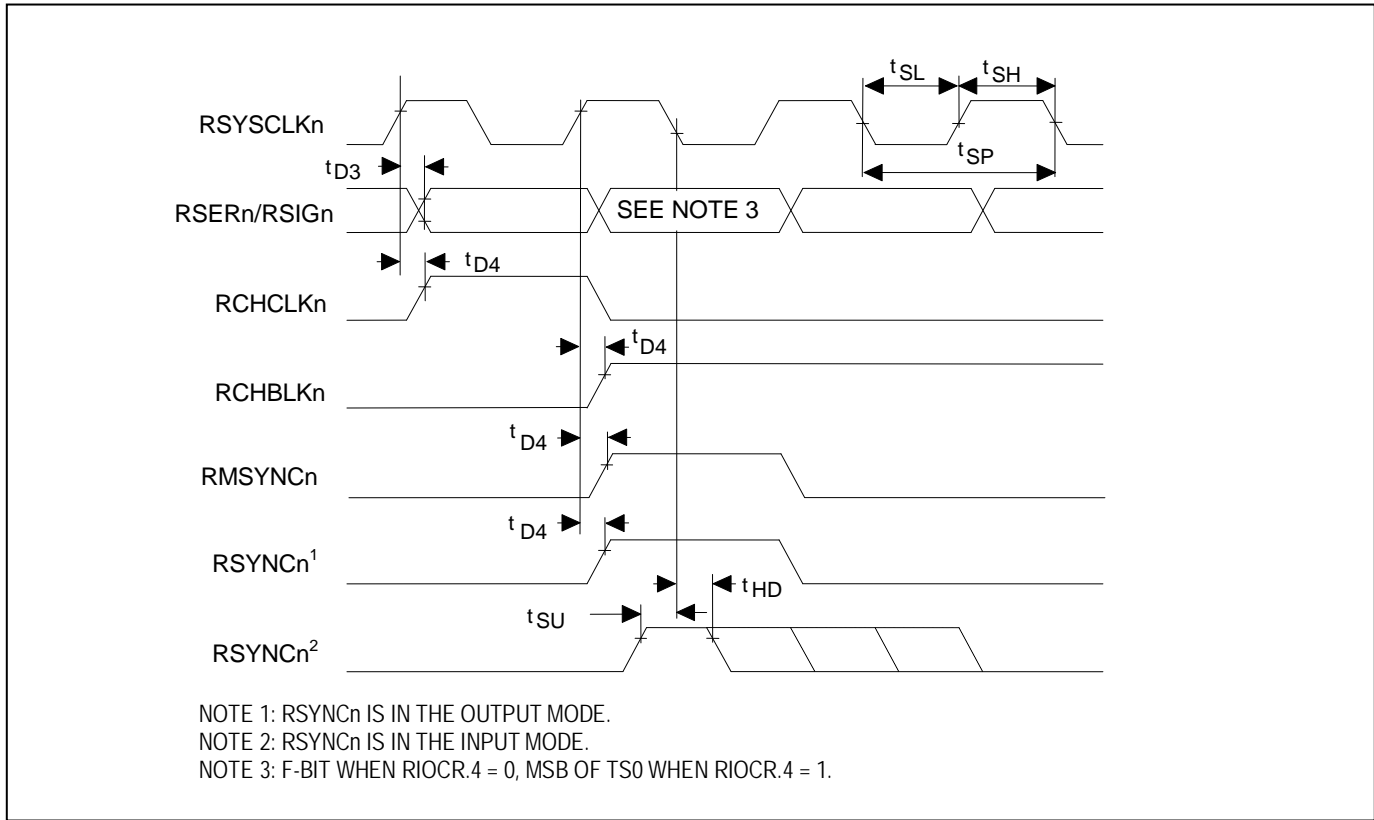 tSL
tSH
RSYSCLKn
tSP
tD3
RSERn/RSIGn
SEE NOTE 3
tD4
RCHCLKn
tD4
RCHBLKn
tD4
RMSYNCn
tD4
RSYNCn1
tHD
tSU
RSYNCn2
NOTE 1: RSYNCn IS IN THE OUTPUT MODE.
NOTE 2: RSYNCn IS IN THE INPUT MODE.
NOTE 3: F-BIT WHEN RIOCR.4 = 0, MSB OF TS0 WHEN RIOCR.4 = 1.